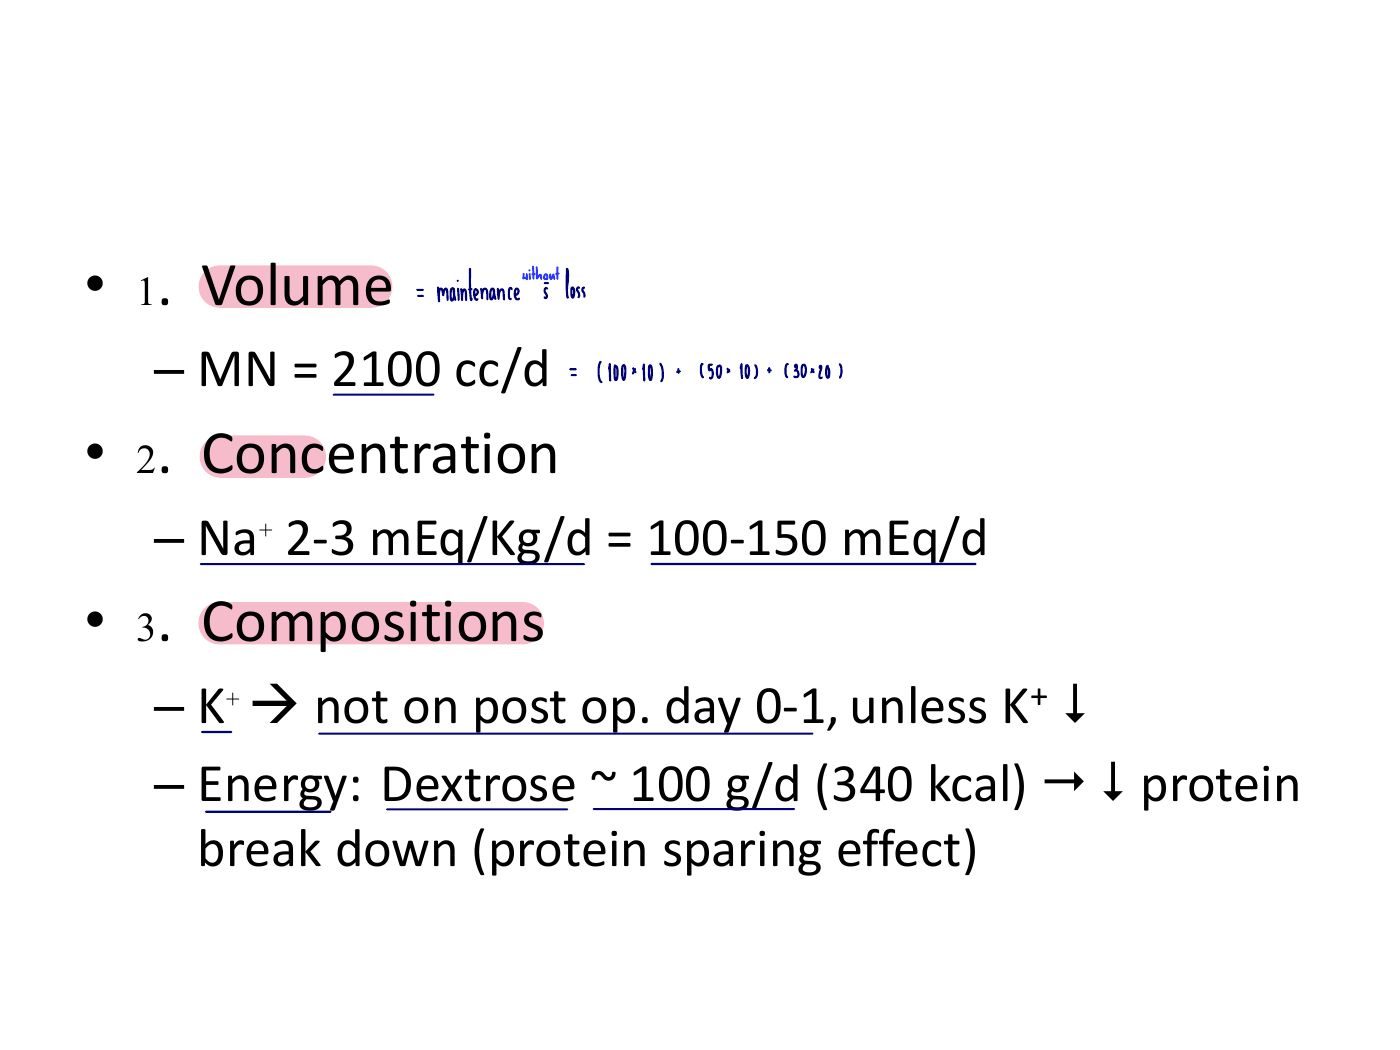 • 1. Volume = maintenance without s̄ loss
– MN = 2100 cc/d = (100×10) + (50×10) + (30×20)
• 2. Concentration
– Na⁺ 2-3 mEq/Kg/d = 100-150 mEq/d
• 3. Compositions
– K⁺ → not on post op. day 0-1, unless K⁺ ↓
– Energy: Dextrose ~ 100 g/d (340 kcal) → ↓ protein
break down (protein sparing effect)